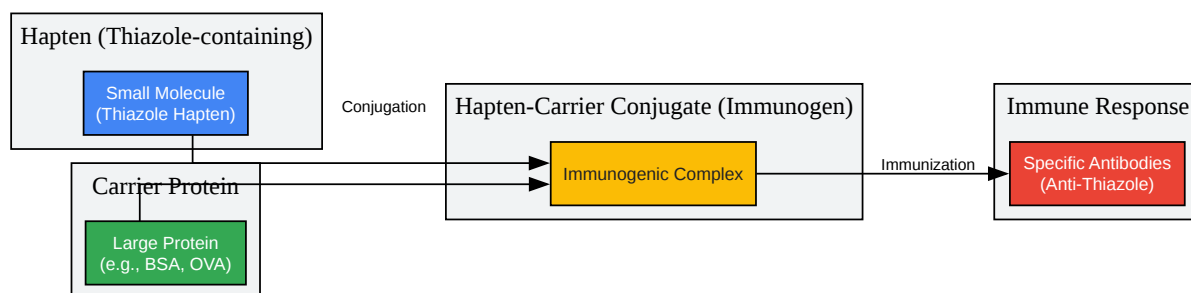 Hapten (Thiazole-containing)
Small Molecule
(Thiazole Hapten)
Conjugation
Carrier Protein
Large Protein
(e.g., BSA, OVA)
Hapten-Carrier Conjugate (Immunogen)
Immunogenic Complex
Immunization
Immune Response
Specific Antibodies
(Anti-Thiazole)